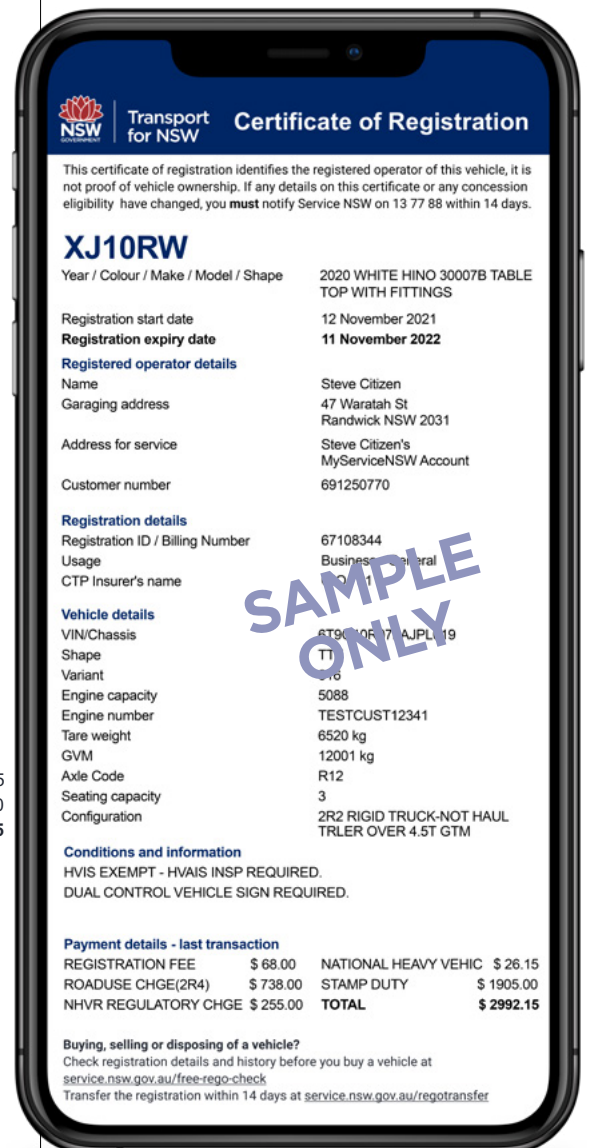 NSW
GOVERNMENT
Transport
for NSW
Certificate of Registration
This certificate of registration identifies the registered operator of this vehicle, it is
not proof of vehicle ownership. If any details on this certificate or any concession
eligibility have changed, you must notify Service NSW on 13 77 88 within 14 days.
XJ10RW
Year / Colour / Make / Model / Shape 2020 WHITE HINO 30007B TABLE
TOP WITH FITTINGS
Registration start date 12 November 2021
Registration expiry date 11 November 2022
Registered operator details
Name Steve Citizen
Garaging address 47 Waratah St
Randwick NSW 2031
Address for service Steve Citizen's
MyServiceNSW Account
Customer number 691250770
Registration details
Registration ID / Billing Number 67108344
Usage
CTP Insurer's name
SAMPLE
ONLY
Vehicle details
VIN/Chassis
Shape
Variant
Engine capacity 5088
Engine number TESTCUST12341
Tare weight 6520 kg
GVM 12001 kg
Axle Code R12
Seating capacity 3
Configuration 2R2 RIGID TRUCK-NOT HAUL
TRLER OVER 4.5T GTM
Conditions and information
HVIS EXEMPT - HVAIS INSP REQUIRED.
DUAL CONTROL VEHICLE SIGN REQUIRED.
Payment details - last transaction
REGISTRATION FEE $ 68.00 NATIONAL HEAVY VEHIC $ 26.15
ROADUSE CHGE(2R4) $ 738.00 STAMP DUTY $ 1905.00
NHVR REGULATORY CHGE $ 255.00 TOTAL $ 2992.15
Buying, selling or disposing of a vehicle?
Check registration details and history before you buy a vehicle at
service.nsw.gov.au/free-rego-check
Transfer the registration within 14 days at service.nsw.gov.au/regotransfer